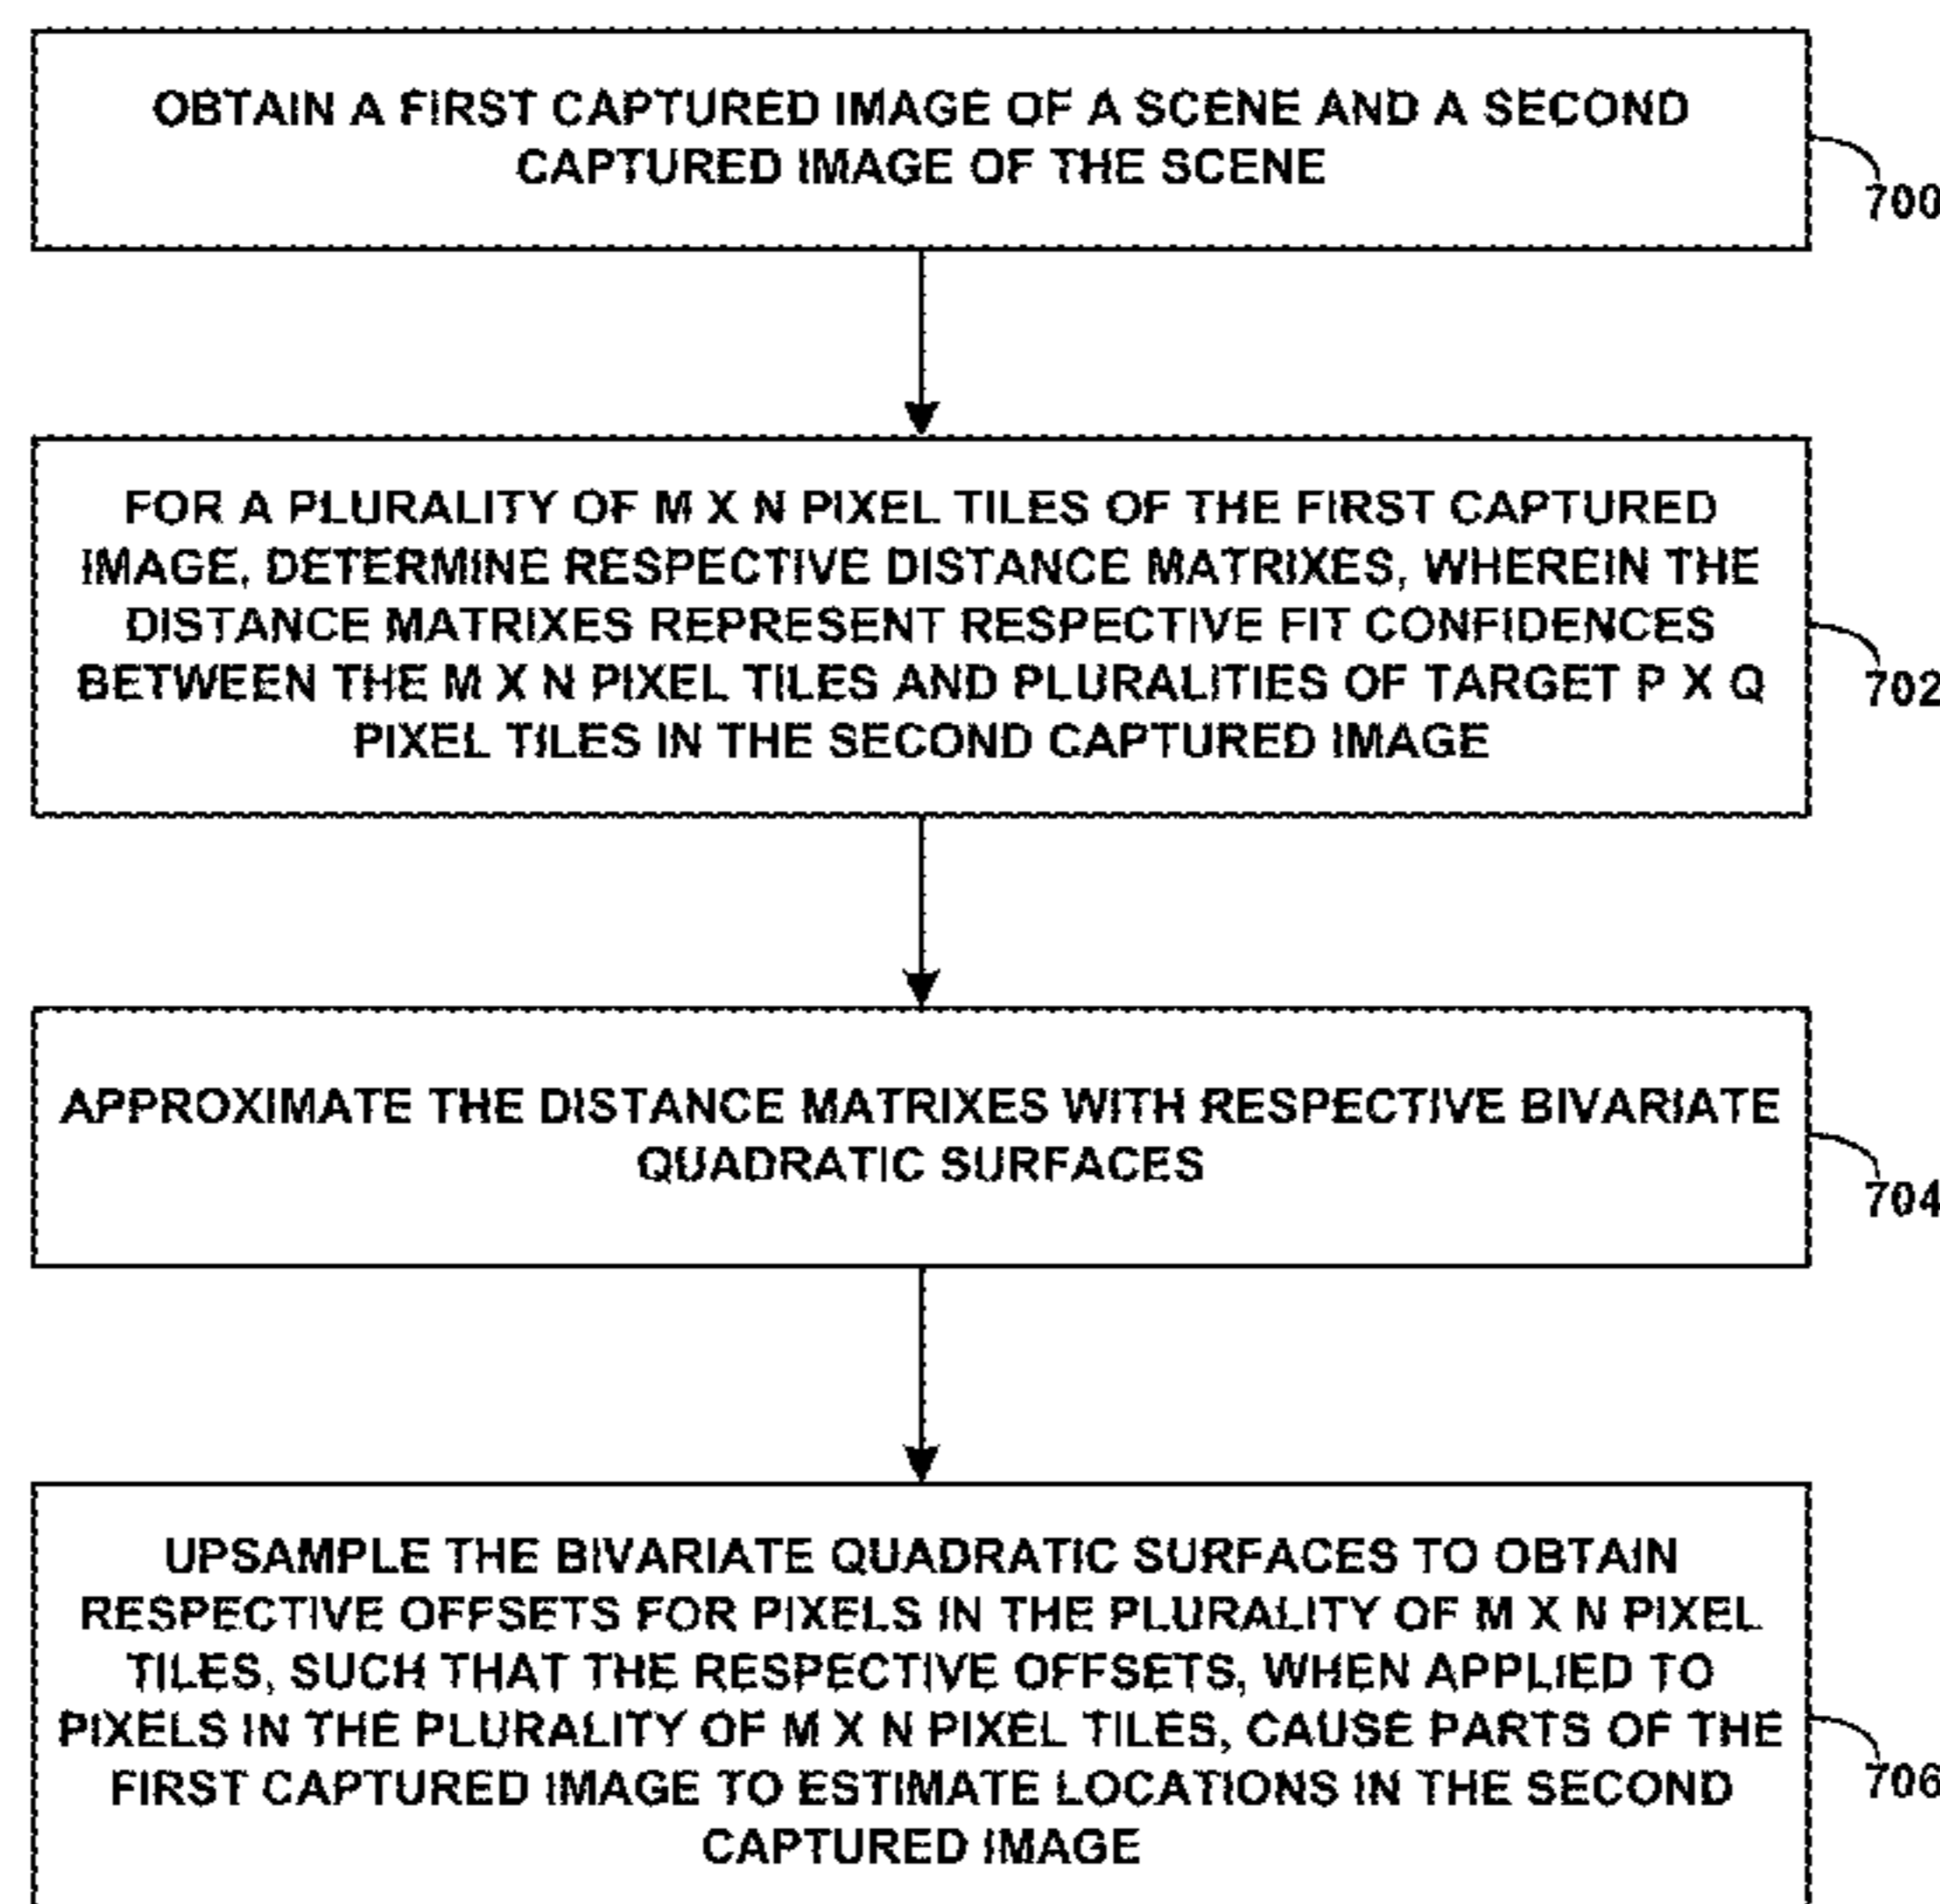 OBTAIN A FIRST CAPTURED IMAGE OF A SCENE AND A SECOND
CAPTURED IMAGE OF THE SCENE
700
FOR A PLURALITY OF M X N PIXEL TILES OF THE FIRST CAPTURED
IMAGE, DETERMINE RESPECTIVE DISTANCE MATRIXES, WHEREIN THE
DISTANCE MATRIXES REPRESENT RESPECTIVE FIT CONFIDENCES
BETWEEN THE M X N PIXEL TILES AND PLURALITIES OF TARGET P X Q
PIXEL TILES IN THE SECOND CAPTURED IMAGE
702
APPROXIMATE THE DISTANCE MATRIXES WITH RESPECTIVE BIVARIATE
QUADRATIC SURFACES
704
UPSAMPLE THE BIVARIATE QUADRATIC SURFACES TO OBTAIN
RESPECTIVE OFFSETS FOR PIXELS IN THE PLURALITY OF M X N PIXEL
TILES, SUCH THAT THE RESPECTIVE OFFSETS, WHEN APPLIED TO
PIXELS IN THE PLURALITY OF M X N PIXEL TILES, CAUSE PARTS OF THE
FIRST CAPTURED IMAGE TO ESTIMATE LOCATIONS IN THE SECOND
CAPTURED IMAGE
706